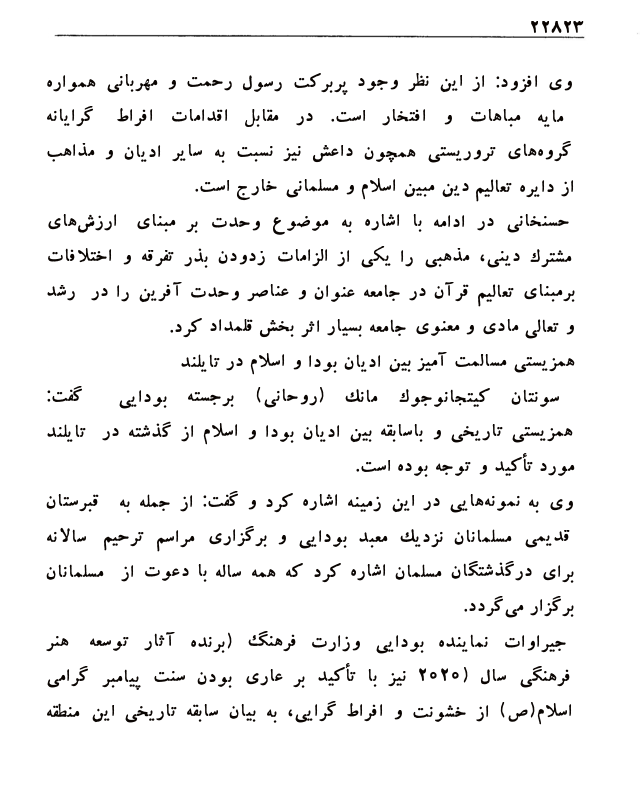 ۲۲۸۲۳
وی افزود: از این نظر وجود پربرکت رسول رحمت و مهربانی همواره
مایه مباهات و افتخار است. در مقابل اقدامات افراط گرایانه
گروه‌های تروریستی همچون داعش نیز نسبت به سایر ادیان و مذاهب
از دایره تعالیم دین مبین اسلام و مسلمانی خارج است.
حسنخانی در ادامه با اشاره به موضوع وحدت بر مبنای ارزش‌های
مشترك دینی، مذهبی را یکی از الزامات زدودن بذر تفرقه و اختلافات
برمبنای تعالیم قرآن در جامعه عنوان و عناصر وحدت آفرین را در رشد
و تعالی مادی و معنوی جامعه بسیار اثر بخش قلمداد کرد.
همزیستی مسالمت آمیز بین ادیان بودا و اسلام در تایلند
سونتان کیتجانوجوك مانك (روحانی) برجسته بودایی گفت:
همزیستی تاریخی و باسابقه بین ادیان بودا و اسلام از گذشته در تایلند
مورد تأکید و توجه بوده است.
وی به نمونه‌هایی در این زمینه اشاره کرد و گفت: از جمله به قبرستان
قدیمی مسلمانان نزدیك معبد بودایی و برگزاری مراسم ترحیم سالانه
برای درگذشتگان مسلمان اشاره کرد که همه ساله با دعوت از مسلمانان
برگزار می‌گردد.
جیراوات نماینده بودایی وزارت فرهنگ (برنده آثار توسعه هنر
فرهنگی سال (۲۰۲۰ نیز با تأکید بر عاری بودن سنت پیامبر گرامی
اسلام(ص) از خشونت و افراط گرایی، به بیان سابقه تاریخی این منطقه